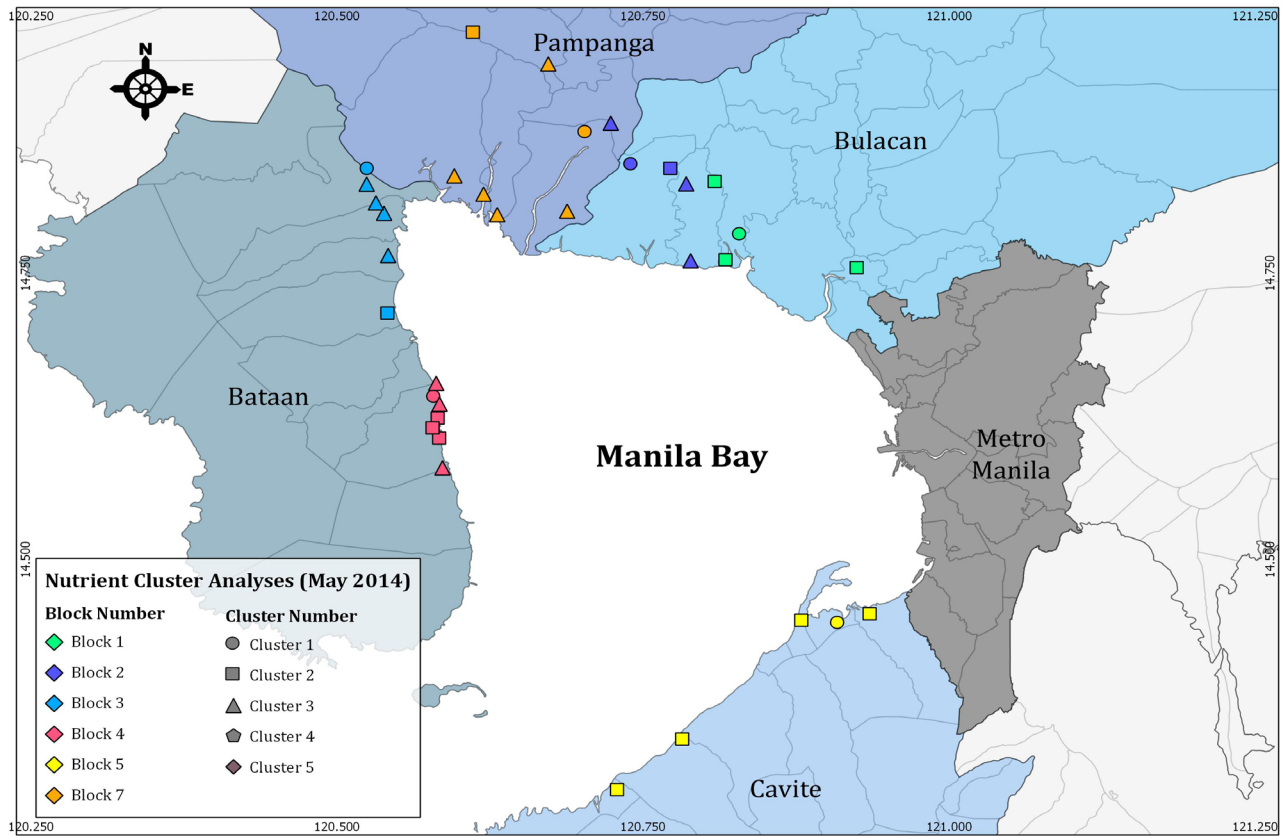 120.250
120.500
120.750
121.000
121.250
Pampanga
N
E
Bulacan
14.750
14.750
Bataan
Metro
Manila
Manila Bay
14.500
14.500
Nutrient Cluster Analyses (May 2014)
Block Number
Cluster Number
Block 1
Cluster 1
Block 2
Cluster 2
Block 3
Cluster 3
Block 4
Cluster 4
Block 5
Cluster 5
Block 7
Cavite
120.250
120.500
120.750
121.000
121.250